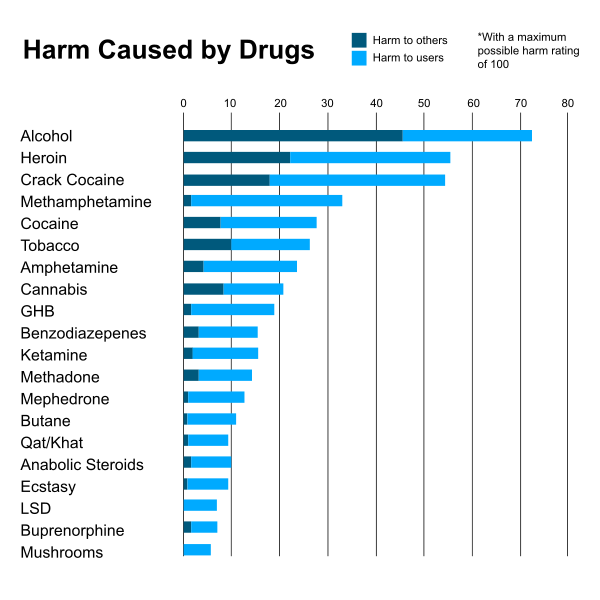 Harm Caused by Drugs
Harm to others
Harm to users
*With a maximum
possible harm rating
of 100
0 10 20 30 40 50 60 70 80
Alcohol
Heroin
Crack Cocaine
Methamphetamine
Cocaine
Tobacco
Amphetamine
Cannabis
GHB
Benzodiazepenes
Ketamine
Methadone
Mephedrone
Butane
Qat/Khat
Anabolic Steroids
Ecstasy
LSD
Buprenorphine
Mushrooms